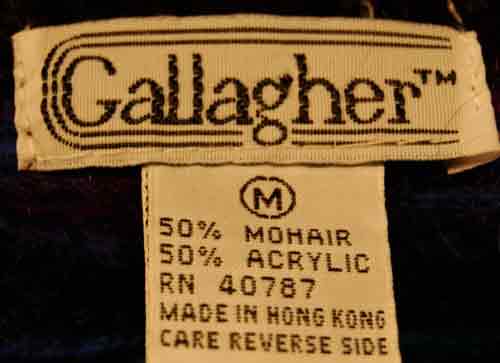 Gallagher™
M
50% MOHAIR
50% ACRYLIC
RN 40787
MADE IN HONG KONG
CARE REVERSE SIDE